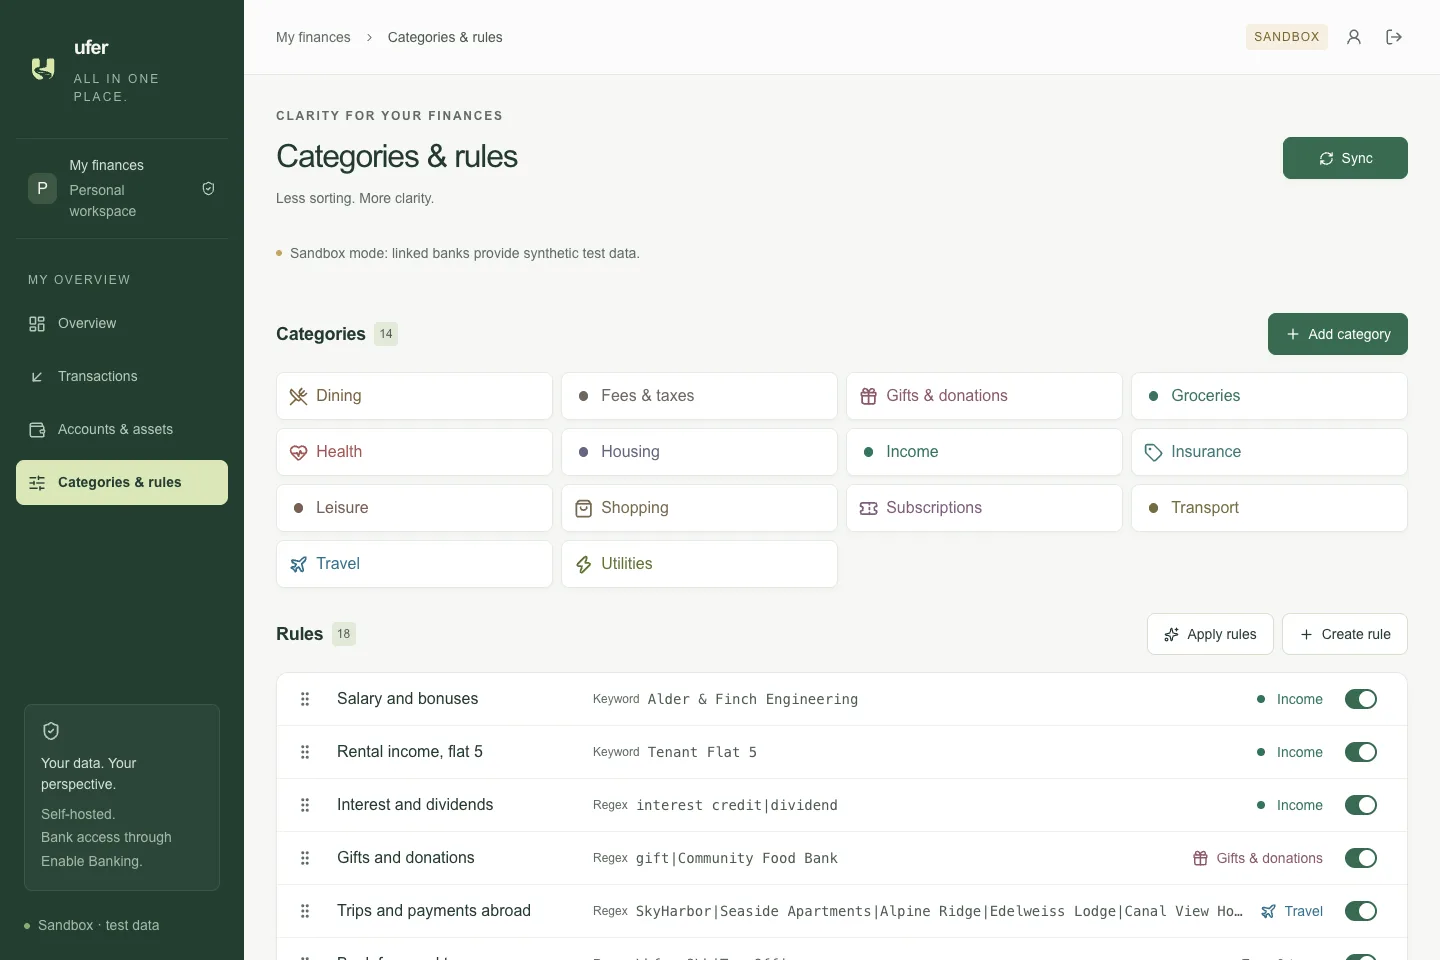 ufer
ALL IN ONE
PLACE.
P
My finances
Personal
workspace
MY OVERVIEW
Overview
Transactions
Accounts & assets
Categories & rules
Your data. Your
perspective.
Self-hosted.
Bank access through
Enable Banking.
Sandbox · test data
My finances > Categories & rules
SANDBOX
CLARITY FOR YOUR FINANCES
Categories & rules
Sync
Less sorting. More clarity.
Sandbox mode: linked banks provide synthetic test data.
Categories 14
Add category
Dining
Fees & taxes
Gifts & donations
Groceries
Health
Housing
Income
Insurance
Leisure
Shopping
Subscriptions
Transport
Travel
Utilities
Rules 18
Apply rules
Create rule
Salary and bonuses Keyword Alder & Finch Engineering Income
Rental income, flat 5 Keyword Tenant Flat 5 Income
Interest and dividends Regex interest credit|dividend Income
Gifts and donations Regex gift|Community Food Bank Gifts & donations
Trips and payments abroad Regex SkyHarbor|Seaside Apartments|Alpine Ridge|Edelweiss Lodge|Canal View Ho… Travel